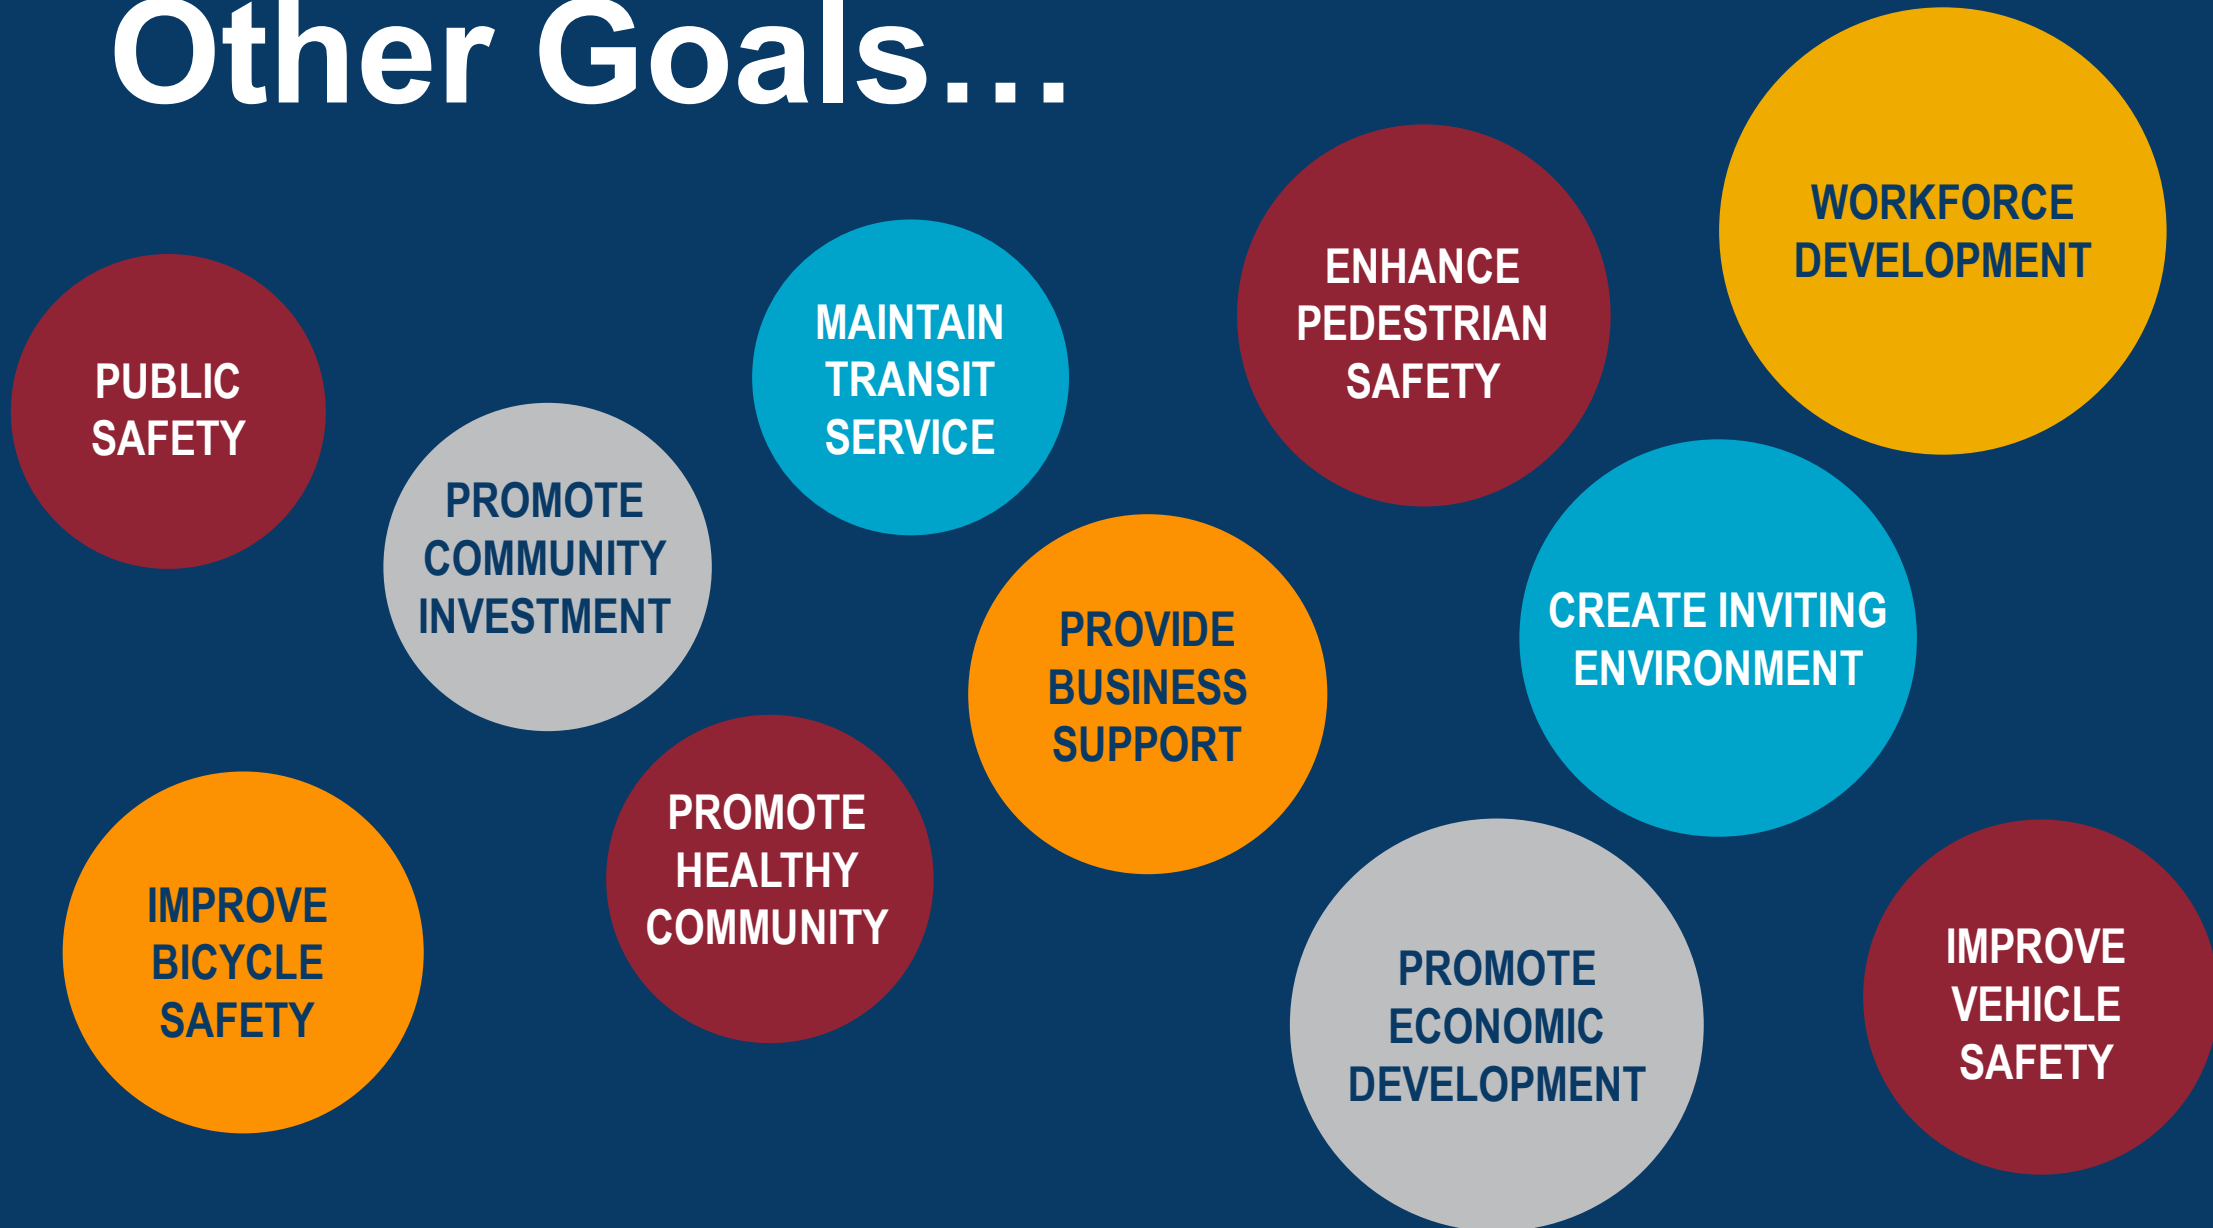 Other Goals…
WORKFORCE
DEVELOPMENT
ENHANCE
PEDESTRIAN
SAFETY
MAINTAIN
TRANSIT
SERVICE
PUBLIC
SAFETY
PROMOTE
COMMUNITY
INVESTMENT
PROVIDE
BUSINESS
SUPPORT
CREATE INVITING
ENVIRONMENT
IMPROVE
BICYCLE
SAFETY
PROMOTE
HEALTHY
COMMUNITY
PROMOTE
ECONOMIC
DEVELOPMENT
IMPROVE
VEHICLE
SAFETY